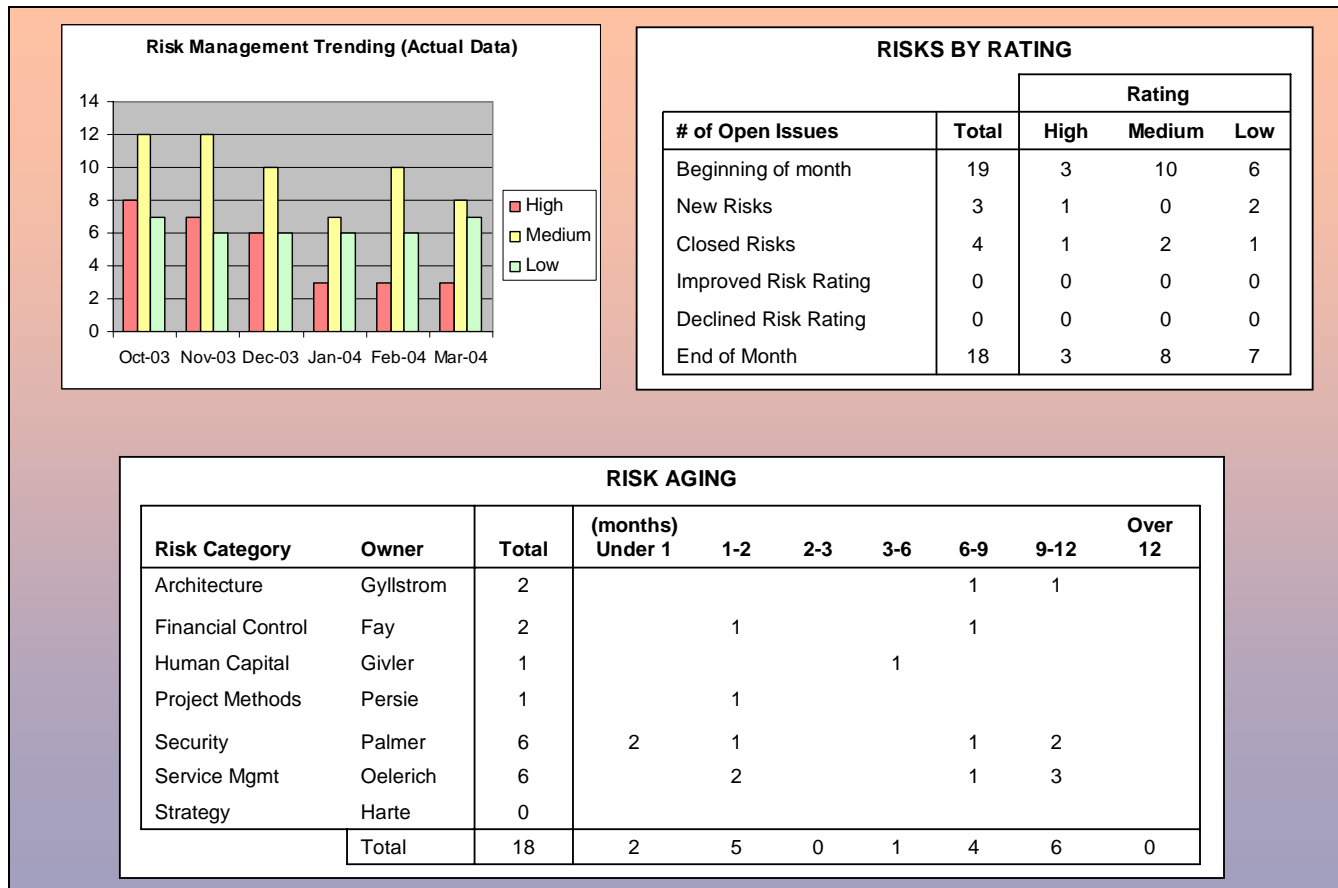 Risk Management Trending (Actual Data)
14
12
10
8
6
4
2
0
Oct-03 Nov-03 Dec-03 Jan-04 Feb-04 Mar-04
High
Medium
Low
RISKS BY RATING
Rating
# of Open Issues Total High Medium Low
Beginning of month 19 3 10 6
New Risks 3 1 0 2
Closed Risks 4 1 2 1
Improved Risk Rating 0 0 0 0
Declined Risk Rating 0 0 0 0
End of Month 18 3 8 7
RISK AGING
(months) Over
Risk Category Owner Total Under 1 1-2 2-3 3-6 6-9 9-12 12
Architecture Gyllstrom 2 1 1
Financial Control Fay 2 1 1
Human Capital Givler 1 1
Project Methods Persie 1 1
Security Palmer 6 2 1 1 2
Service Mgmt Oelerich 6 2 1 3
Strategy Harte 0
Total 18 2 5 0 1 4 6 0